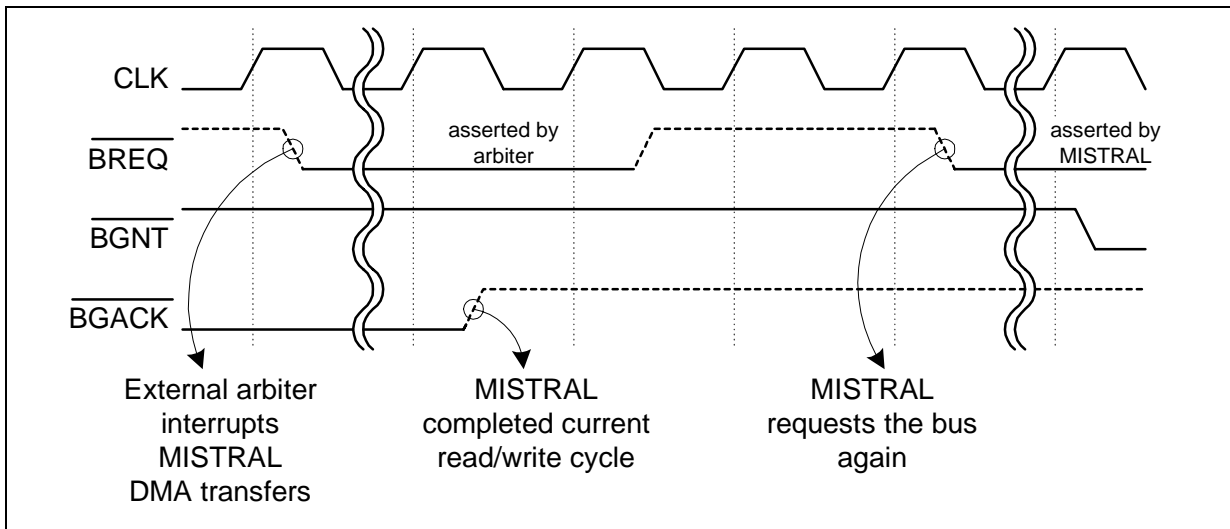 CLK
BREQ
asserted by
arbiter
asserted by
MISTRAL
BGNT
BGACK
External arbiter
interrupts
MISTRAL
DMA transfers
MISTRAL
completed current
read/write cycle
MISTRAL
requests the bus
again